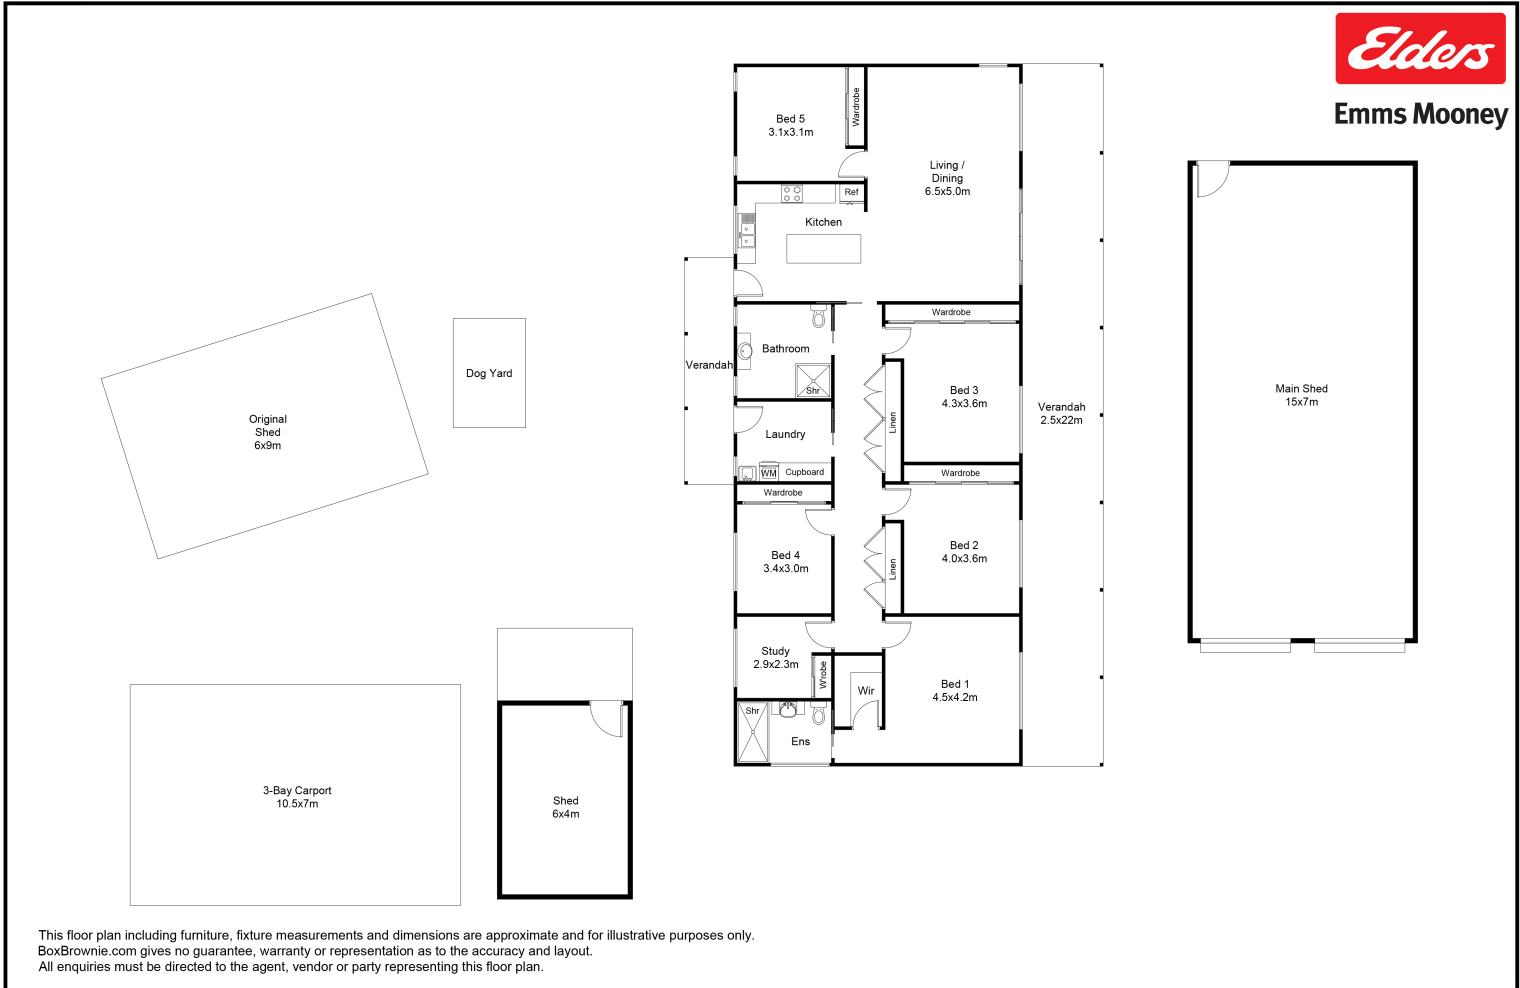 Elders
Emms Mooney
Bed 5
3.1x3.1m
Wardrobe
Living /
Dining
6.5x5.0m
Ref
Kitchen
Wardrobe
Bathroom
Shr
Verandah
Bed 3
4.3x3.6m
Linen
Verandah
2.5x22m
Main Shed
15x7m
Dog Yard
Original
Shed
6x9m
Laundry
WM
Cupboard
Wardrobe
Wardrobe
Bed 4
3.4x3.0m
Bed 2
4.0x3.6m
Linen
Study
2.9x2.3m
W'robe
Wir
Bed 1
4.5x4.2m
Shr
Ens
3-Bay Carport
10.5x7m
Shed
6x4m
This floor plan including furniture, fixture measurements and dimensions are approximate and for illustrative purposes only.
BoxBrownie.com gives no guarantee, warranty or representation as to the accuracy and layout.
All enquiries must be directed to the agent, vendor or party representing this floor plan.